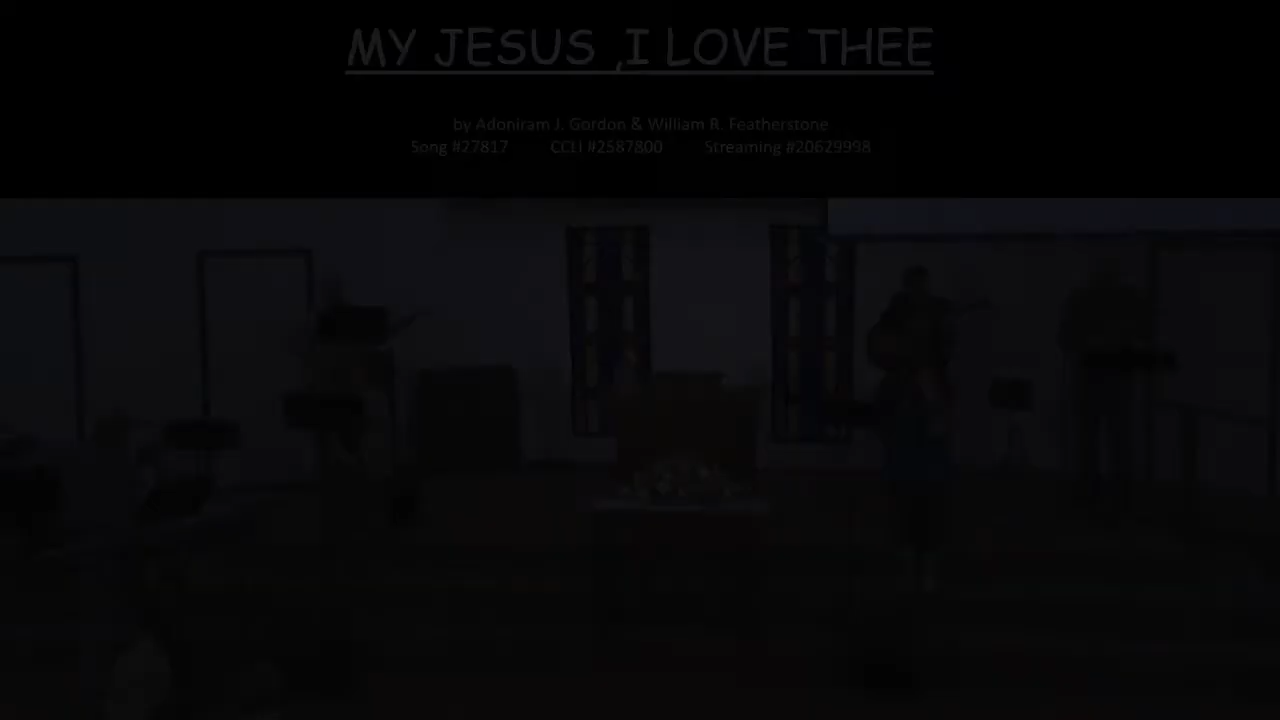 MY JESUS ,I LOVE THEE
by Adoniram J. Gordon & William R. Featherstone
Song #27817 CCLI #2587800 Streaming #20629998